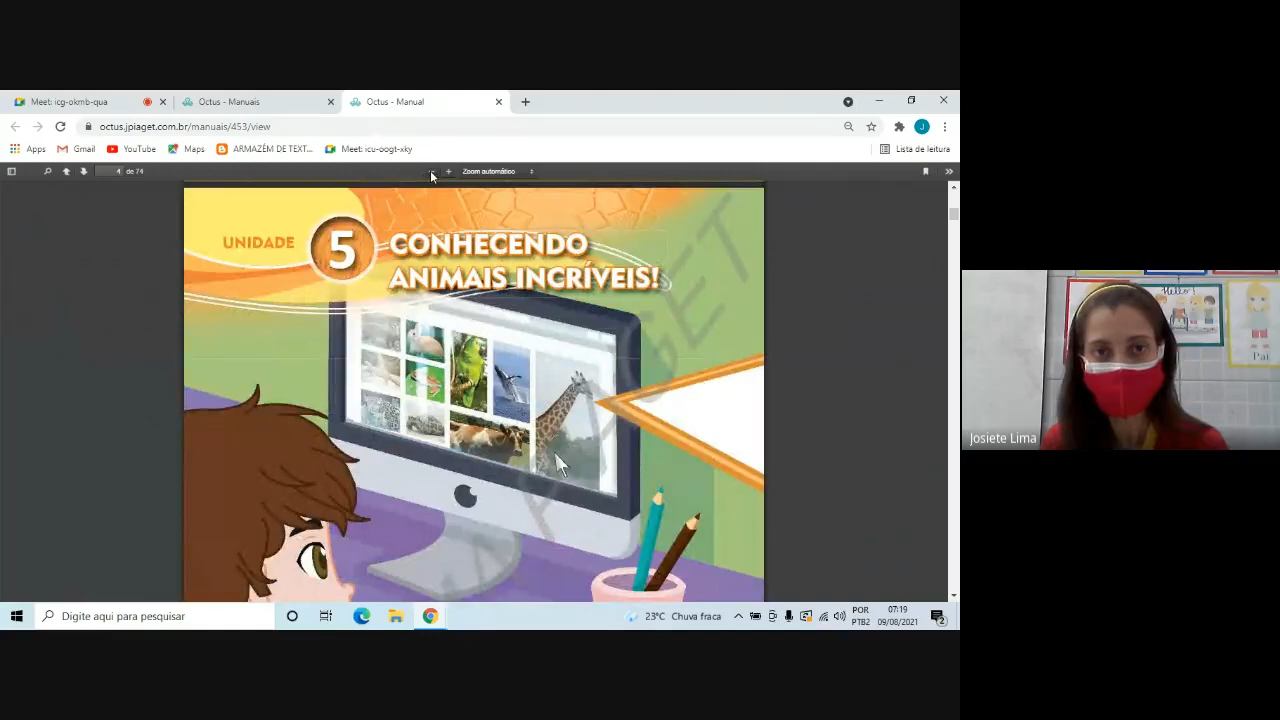 Meet: icg-okmb-qua
Octus - Manuais
Octus - Manual
octus.jpiaget.com.br/manuais/453/view
Apps
Gmail
YouTube
Maps
ARMAZÉM DE TEXT...
Meet: icu-oogt-xky
Lista de leitura
4 de 74
Zoom automático
UNIDADE 5 CONHECENDO
ANIMAIS INCRÍVEIS!
Hello!
Pai
Josiete Lima
Digite aqui para pesquisar
23°C Chuva fraca
POR
PTB2
07:19
09/08/2021
2
J